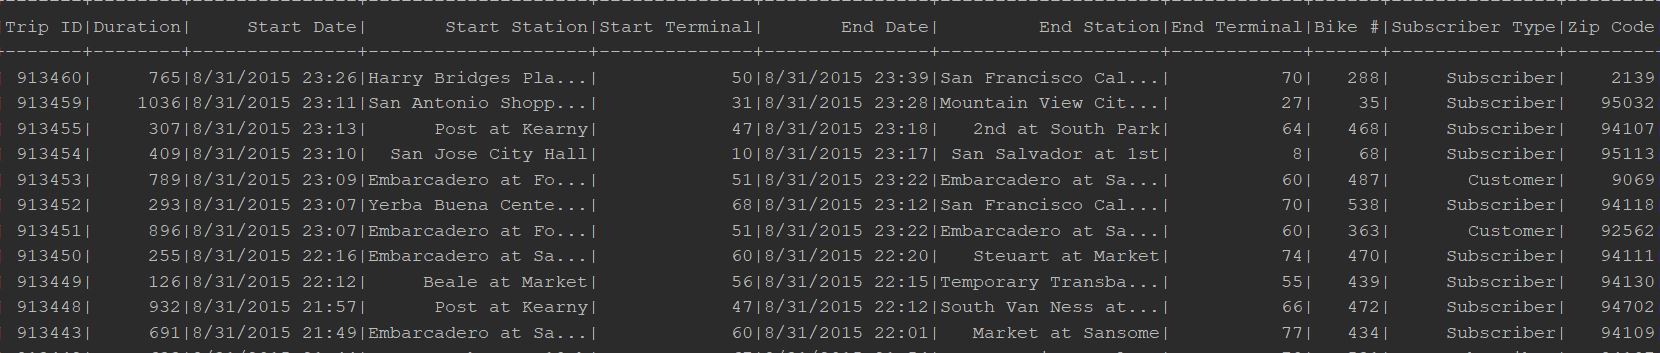 Trip ID|Duration|     Start Date|       Start Station|Start Terminal|       End Date|         End Station|End Terminal|Bike #|Subscriber Type|Zip Code
913460|     765|8/31/2015 23:26|Harry Bridges Pla...|            50|8/31/2015 23:39|San Francisco Cal...|          70|   288|     Subscriber|    2139
913459|    1036|8/31/2015 23:11|San Antonio Shopp...|            31|8/31/2015 23:28|Mountain View Cit...|          27|    35|     Subscriber|   95032
913455|     307|8/31/2015 23:13|      Post at Kearny|            47|8/31/2015 23:18|   2nd at South Park|          64|   468|     Subscriber|   94107
913454|     409|8/31/2015 23:10|  San Jose City Hall|            10|8/31/2015 23:17| San Salvador at 1st|           8|    68|     Subscriber|   95113
913453|     789|8/31/2015 23:09|Embarcadero at Fo...|            51|8/31/2015 23:22|Embarcadero at Sa...|          60|   487|       Customer|    9069
913452|     293|8/31/2015 23:07|Yerba Buena Cente...|            68|8/31/2015 23:12|San Francisco Cal...|          70|   538|     Subscriber|   94118
913451|     896|8/31/2015 23:07|Embarcadero at Fo...|            51|8/31/2015 23:22|Embarcadero at Sa...|          60|   363|       Customer|   92562
913450|     255|8/31/2015 22:16|Embarcadero at Sa...|            60|8/31/2015 22:20|   Steuart at Market|          74|   470|     Subscriber|   94111
913449|     126|8/31/2015 22:12|     Beale at Market|            56|8/31/2015 22:15|Temporary Transba...|          55|   439|     Subscriber|   94130
913448|     932|8/31/2015 21:57|      Post at Kearny|            47|8/31/2015 22:12|South Van Ness at...|          66|   472|     Subscriber|   94702
913443|     691|8/31/2015 21:49|Embarcadero at Sa...|            60|8/31/2015 22:01|   Market at Sansome|          77|   434|     Subscriber|   94109